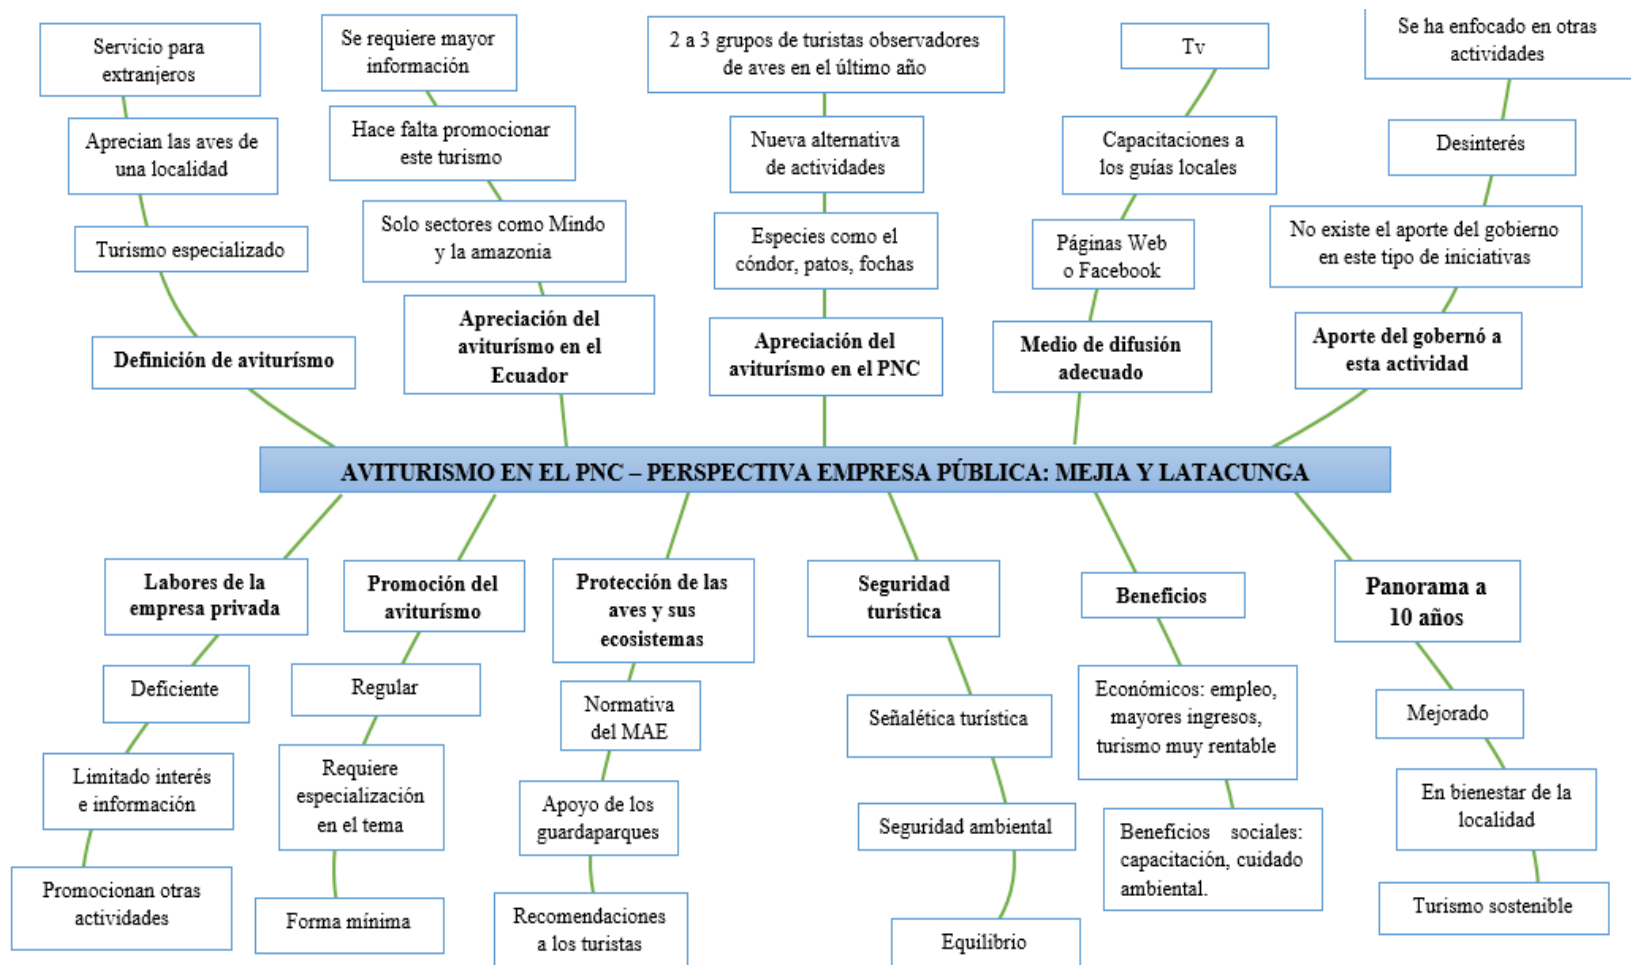 Servicio para
extranjeros
Aprecian las aves de
una localidad
Turismo especializado
Definición de aviturísmo
Se requiere mayor
información
Hace falta promocionar
este turismo
Solo sectores como Mindo
y la amazonia
Apreciación del
aviturísmo en el
Ecuador
2 a 3 grupos de turistas observadores
de aves en el último año
Nueva alternativa
de actividades
Especies como el
cóndor, patos, fochas
Apreciación del
aviturísmo en el PNC
Tv
Capacitaciones a
los guías locales
Páginas Web
o Facebook
Medio de difusión
adecuado
Se ha enfocado en otras
actividades
Desinterés
No existe el aporte del gobierno
en este tipo de iniciativas
Aporte del gobernó a
esta actividad
AVITURISMO EN EL PNC – PERSPECTIVA EMPRESA PÚBLICA: MEJIA Y LATACUNGA
Labores de la
empresa privada
Deficiente
Limitado interés
e información
Promocionan otras
actividades
Promoción del
aviturísmo
Regular
Requiere
especialización
en el tema
Forma mínima
Protección de las
aves y sus
ecosistemas
Normativa
del MAE
Apoyo de los
guardaparques
Recomendaciones
a los turistas
Seguridad
turística
Señalética turística
Seguridad ambiental
Equilibrio
Beneficios
Económicos: empleo,
mayores ingresos,
turismo muy rentable
Beneficios sociales:
capacitación, cuidado
ambiental.
Panorama a
10 años
Mejorado
En bienestar de la
localidad
Turismo sostenible